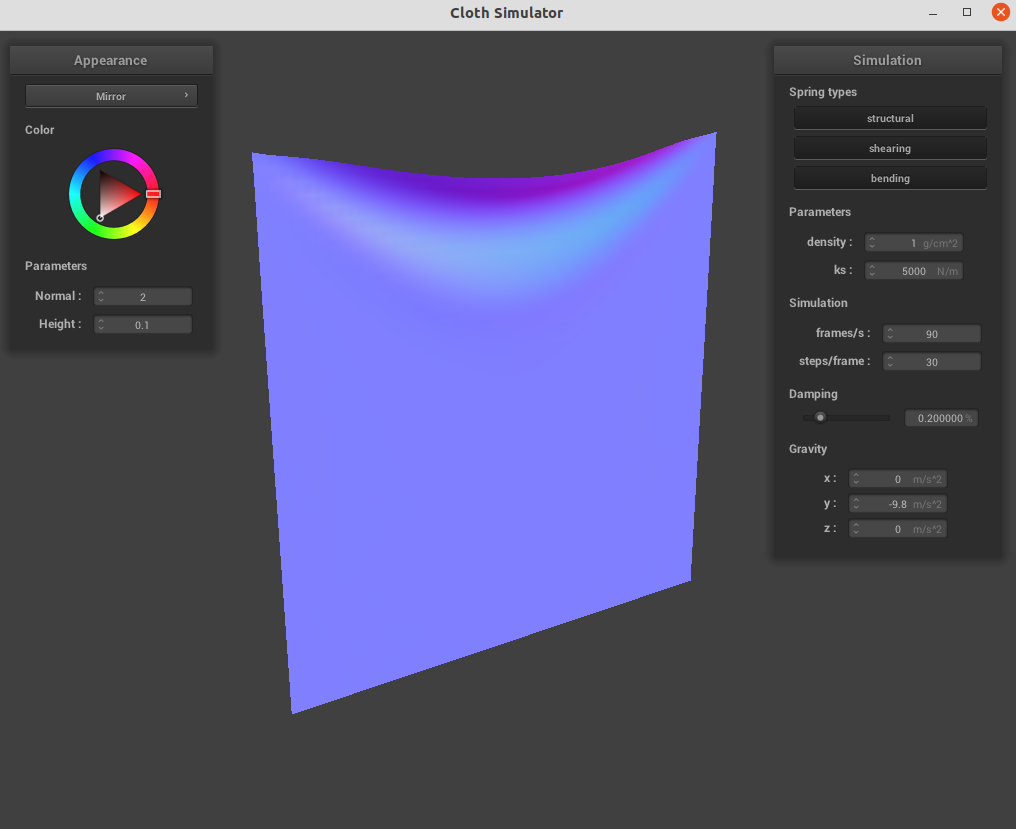 Cloth Simulator
Appearance
Mirror
Color
Parameters
Normal : 2
Height : 0.1
Simulation
Spring types
structural
shearing
bending
Parameters
density : 1 g/cm^2
ks : 5000 N/m
Simulation
frames/s : 90
steps/frame : 30
Damping
0.200000 %
Gravity
x : 0 m/s^2
y : -9.8 m/s^2
z : 0 m/s^2